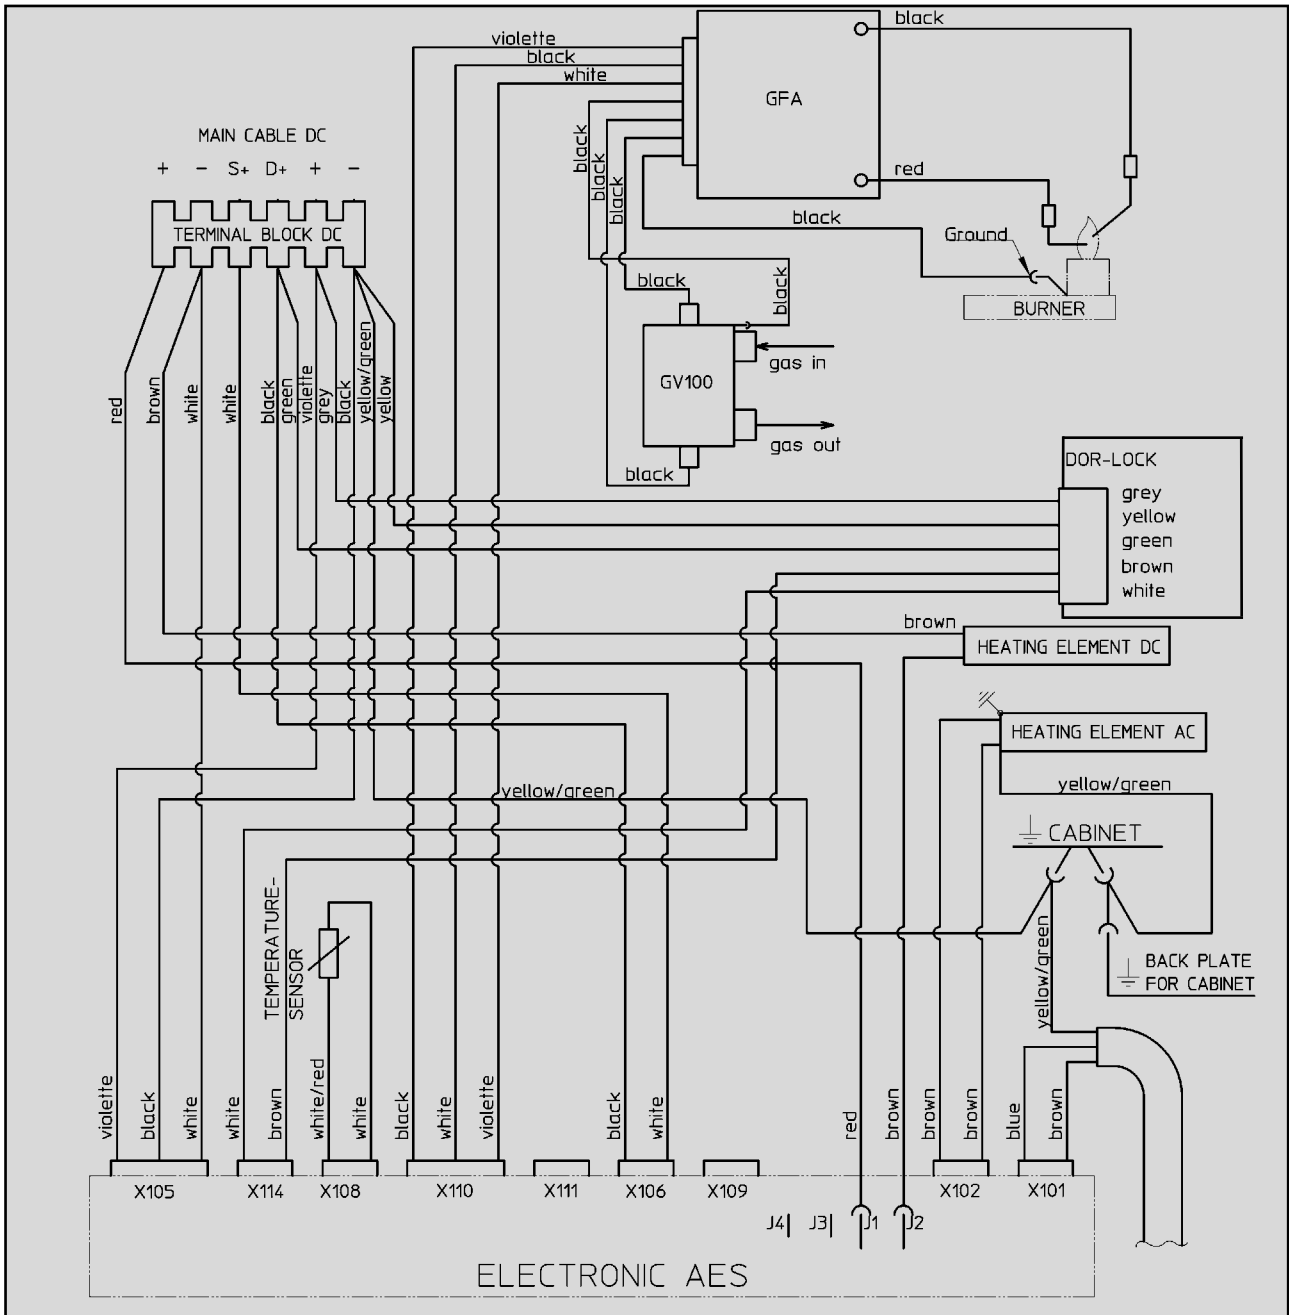 black
violette
black
white
GFA
MAIN CABLE DC
+ - S+ D+ + -
black
black
black
red
black
TERMINAL BLOCK DC
Ground
black
black
BURNER
gas in
GV100
red
brown
white
white
black
green
violette
grey
black
yellow/green
yellow
gas out
black
DOR-LOCK
grey
yellow
green
brown
white
brown
HEATING ELEMENT DC
HEATING ELEMENT AC
yellow/green
yellow/green
CABINET
TEMPERATURE-
SENSOR
yellow/green
BACK PLATE
FOR CABINET
violette
black
white
white
brown
white/red
white
black
white
violette
black
white
red
brown
brown
brown
blue
brown
X105
X114
X108
X110
X111
X106
X109
X102
X101
J4
J3
J1
J2
ELECTRONIC AES